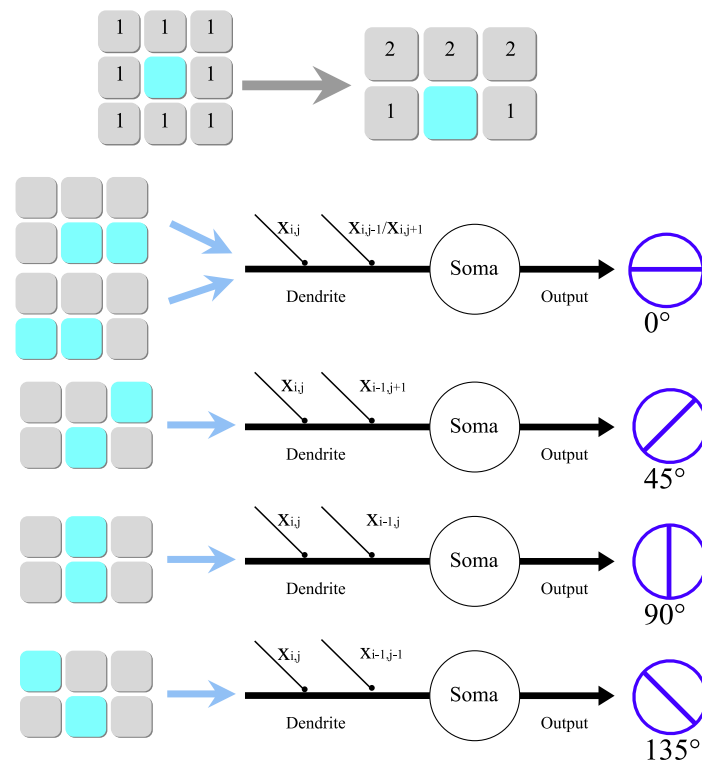 1 1 1
1 1
1 1 1
2 2 2
1 1
Xi,j Xi,j-1/Xi,j+1
Soma
Dendrite Output
0°
Xi,j Xi-1,j+1
Soma
Dendrite Output
45°
Xi,j Xi-1,j
Soma
Dendrite Output
90°
Xi,j Xi-1,j-1
Soma
Dendrite Output
135°